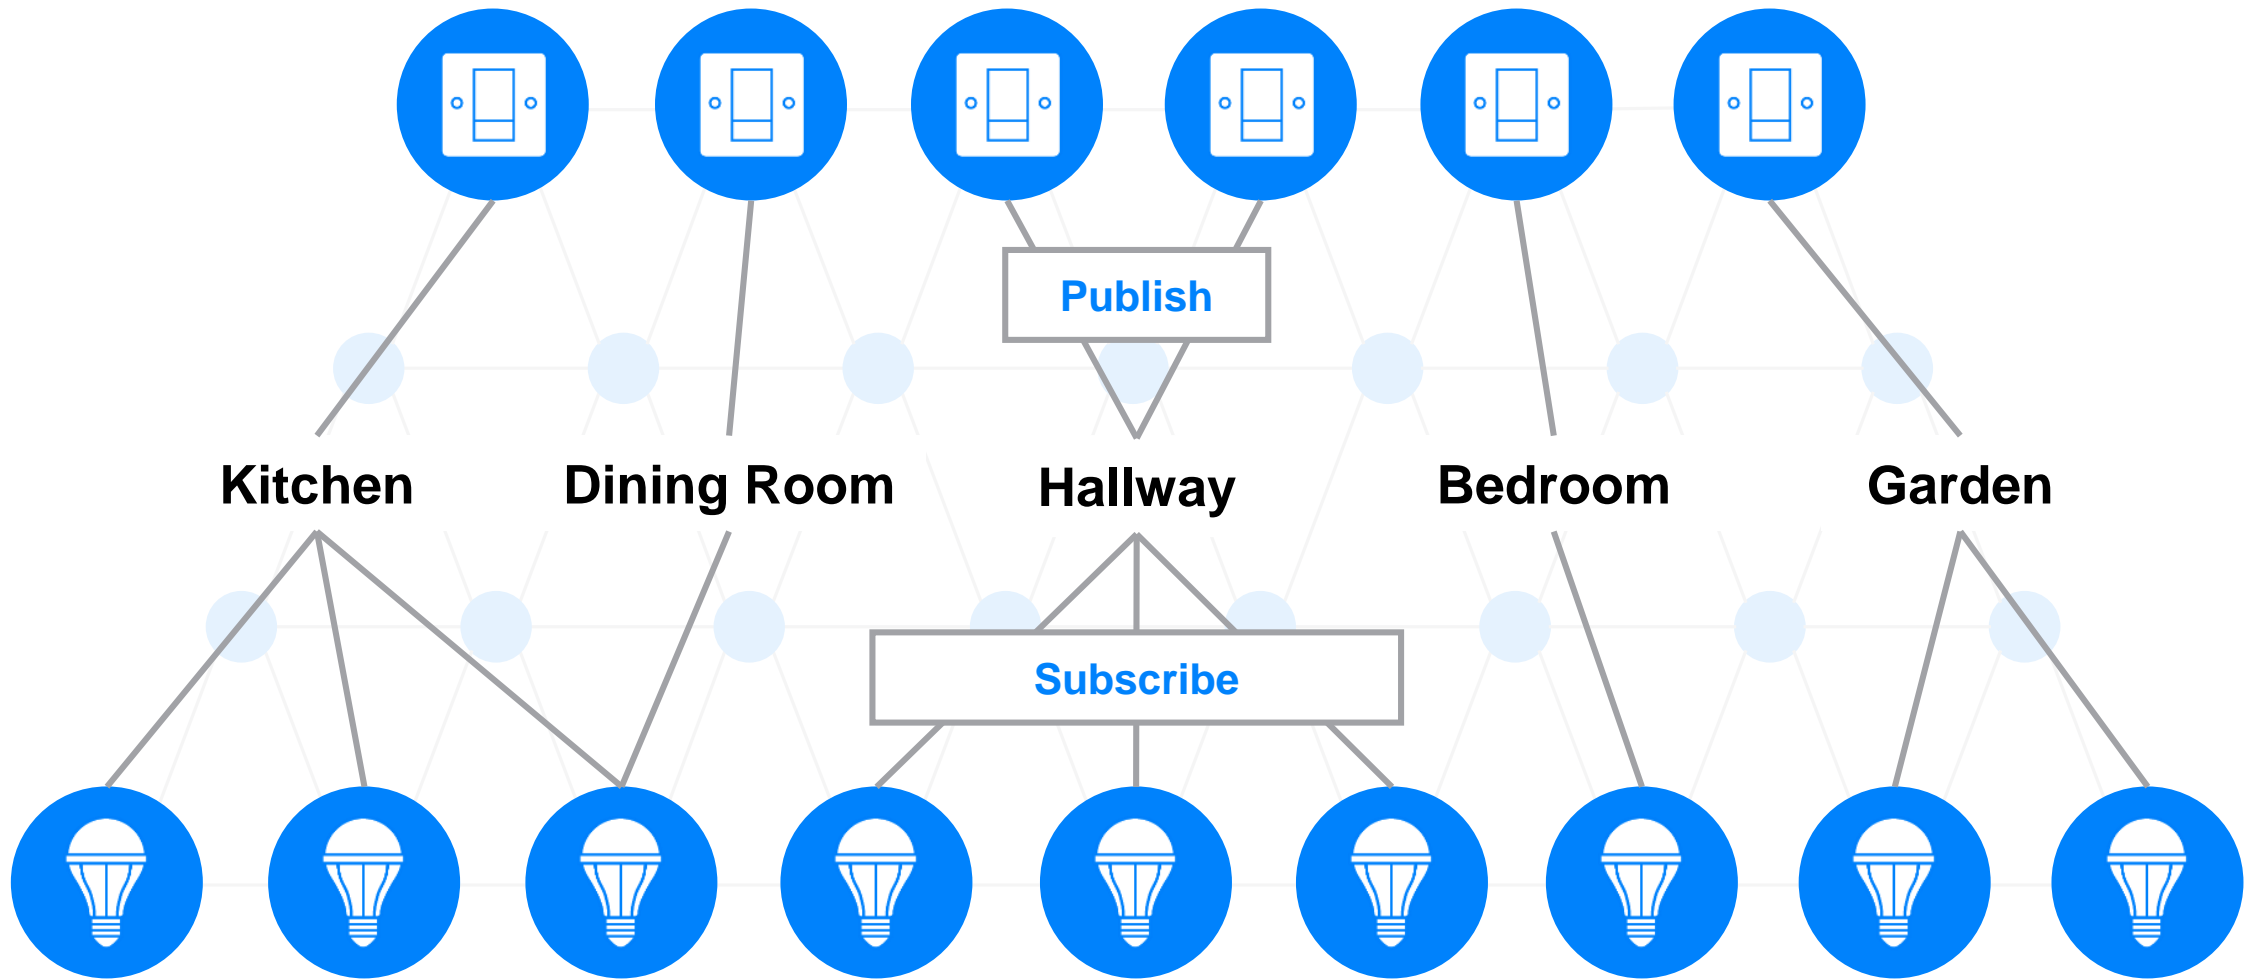 Publish
Kitchen
Dining Room
Hallway
Bedroom
Garden
Subscribe